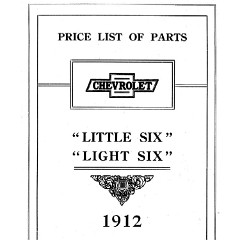 PRICE LIST OF PARTS
CHEVROLET
"LITTLE SIX"
"LIGHT SIX"
1912